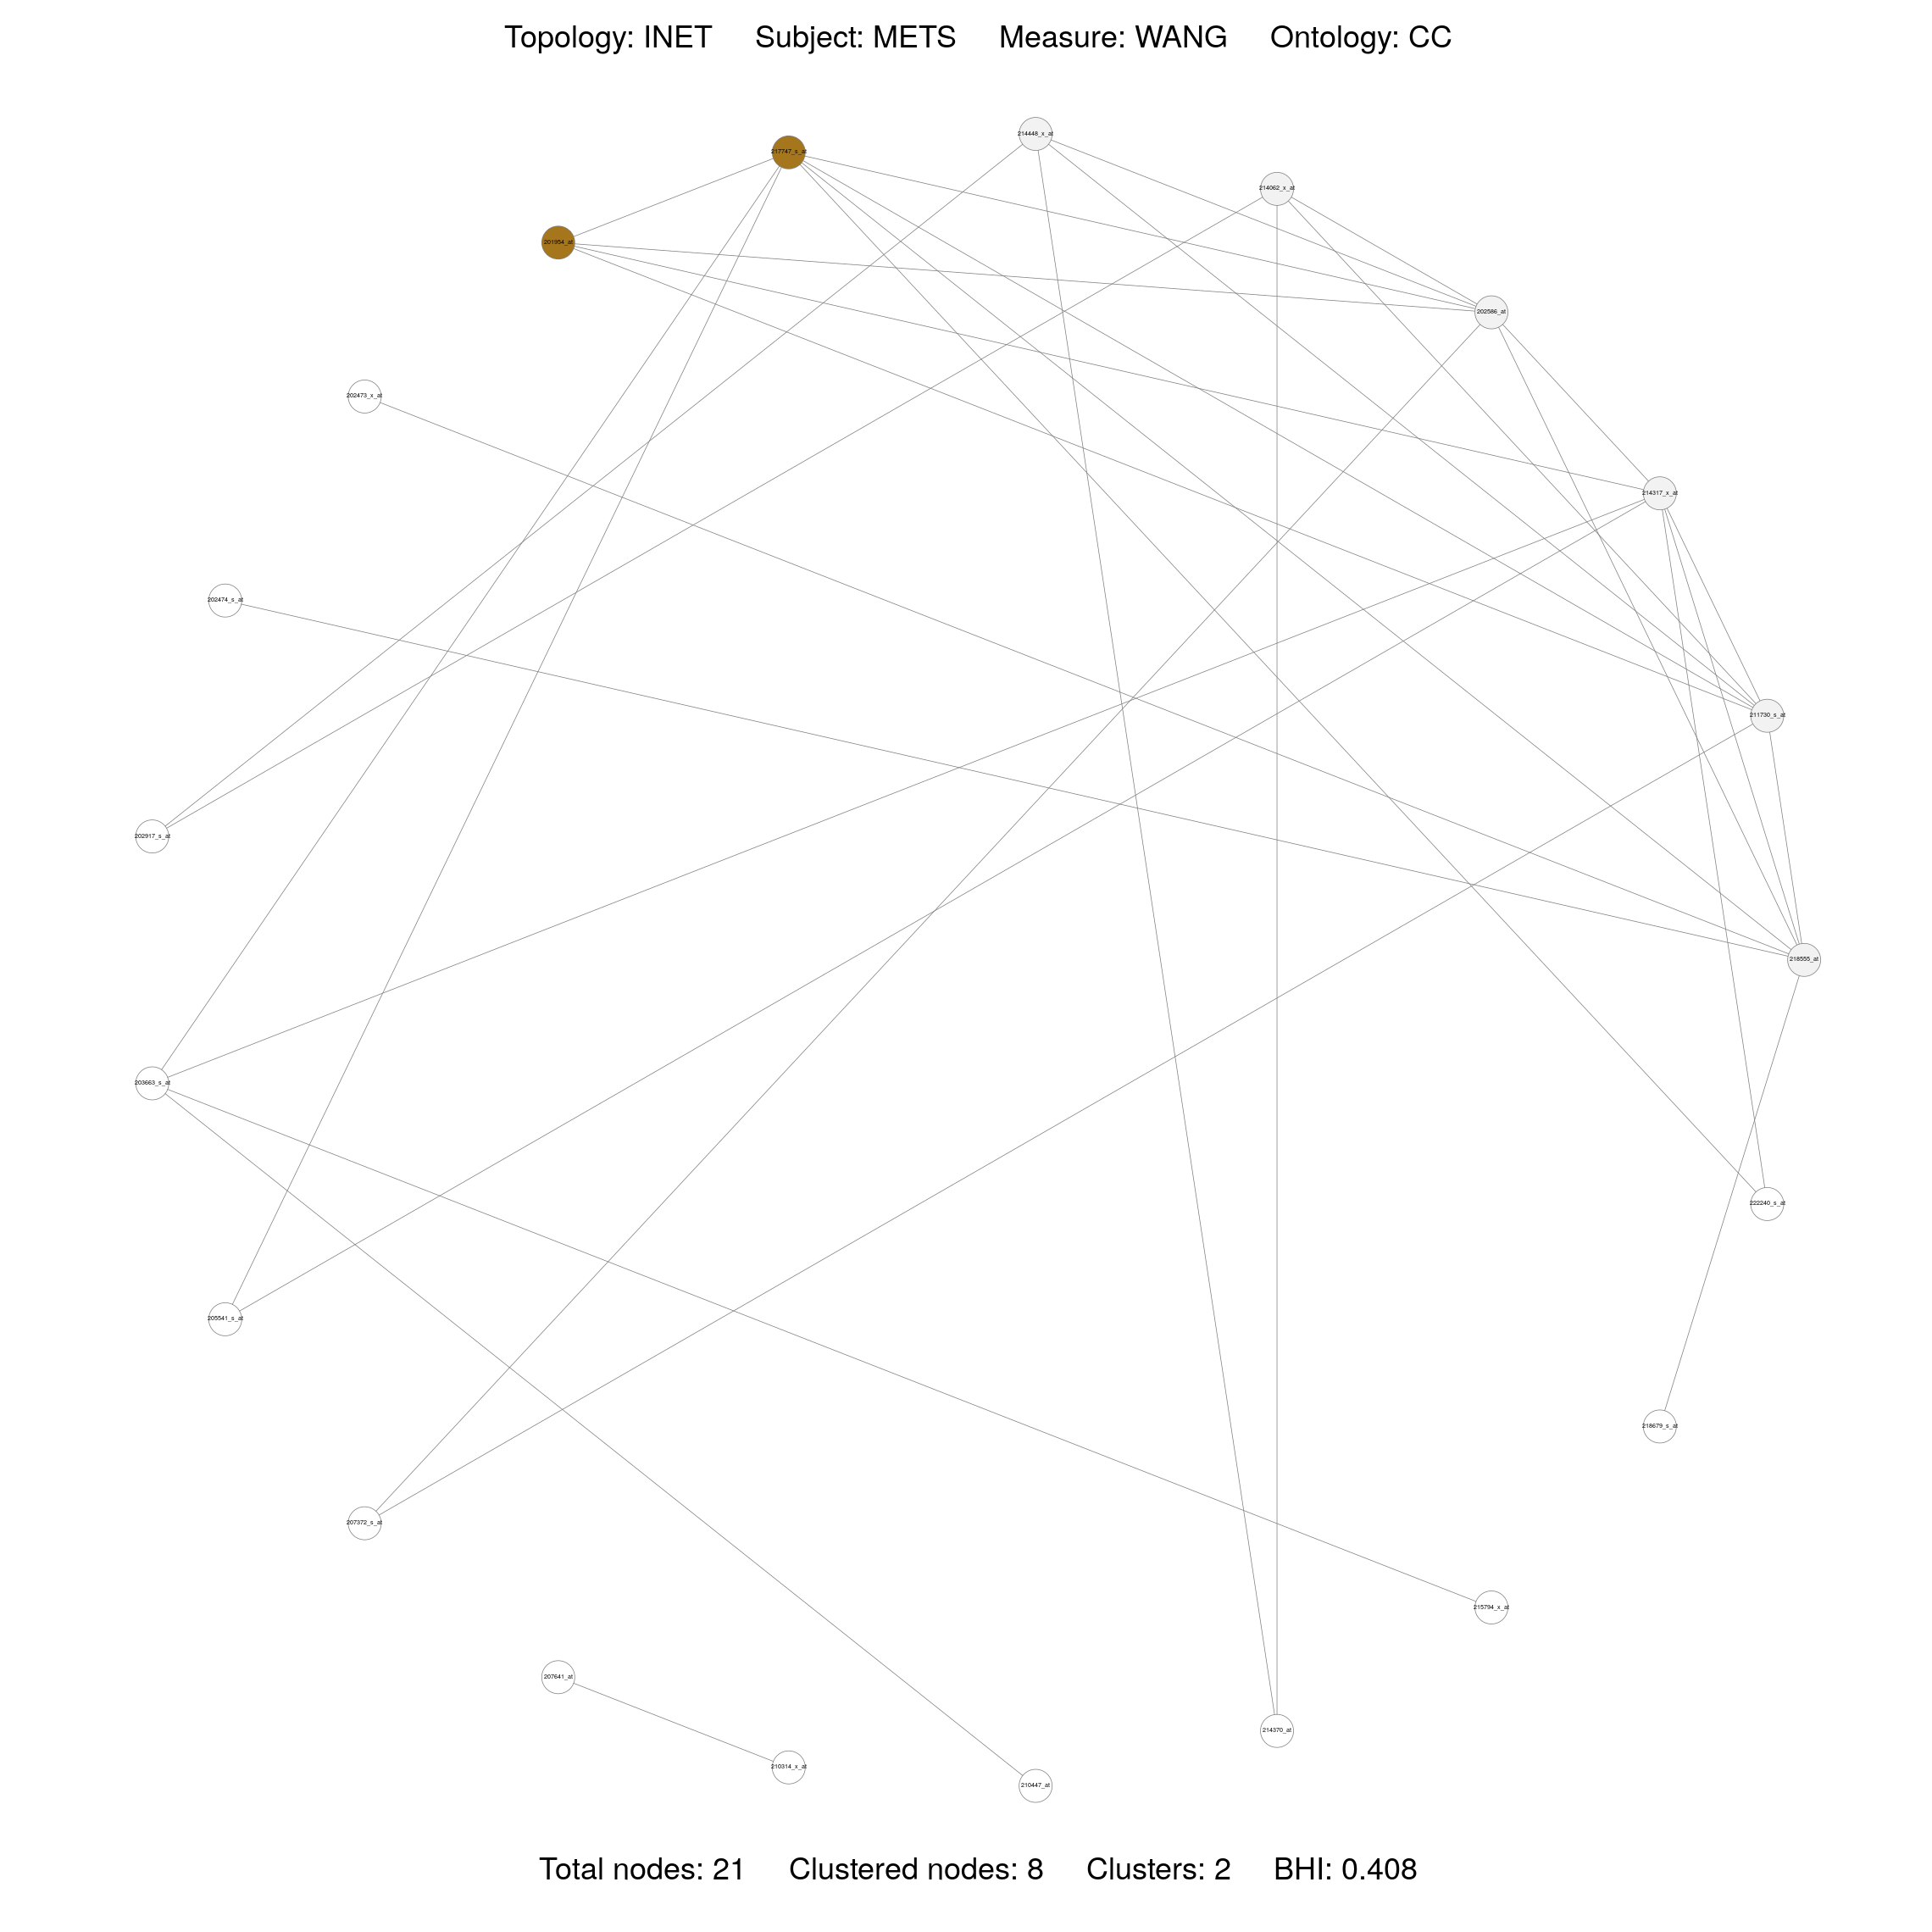 Topology: INET Subject: METS Measure: WANG Ontology: CC
214448_x_at
217747_s_at
214062_x_at
201954_at
202586_at
202473_x_at
214317_x_at
202474_s_at
211730_s_at
202917_s_at
218555_at
203663_s_at
222240_s_at
205541_s_at
218679_s_at
207372_s_at
215794_x_at
207641_at
214370_at
210314_x_at
210447_at
Total nodes: 21 Clustered nodes: 8 Clusters: 2 BHI: 0.408